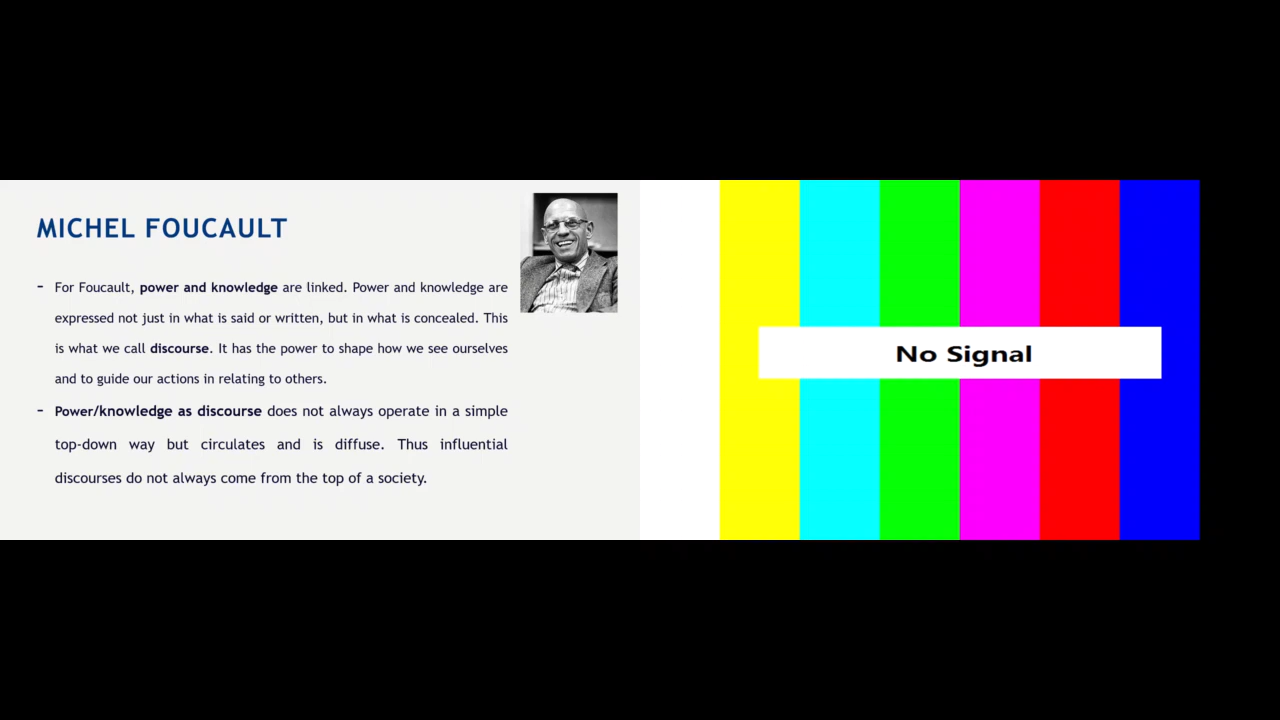 MICHEL FOUCAULT
- For Foucault, power and knowledge are linked. Power and knowledge are
expressed not just in what is said or written, but in what is concealed. This
is what we call discourse. It has the power to shape how we see ourselves
and to guide our actions in relating to others.
- Power/knowledge as discourse does not always operate in a simple
top-down way but circulates and is diffuse. Thus influential
discourses do not always come from the top of a society.
No Signal